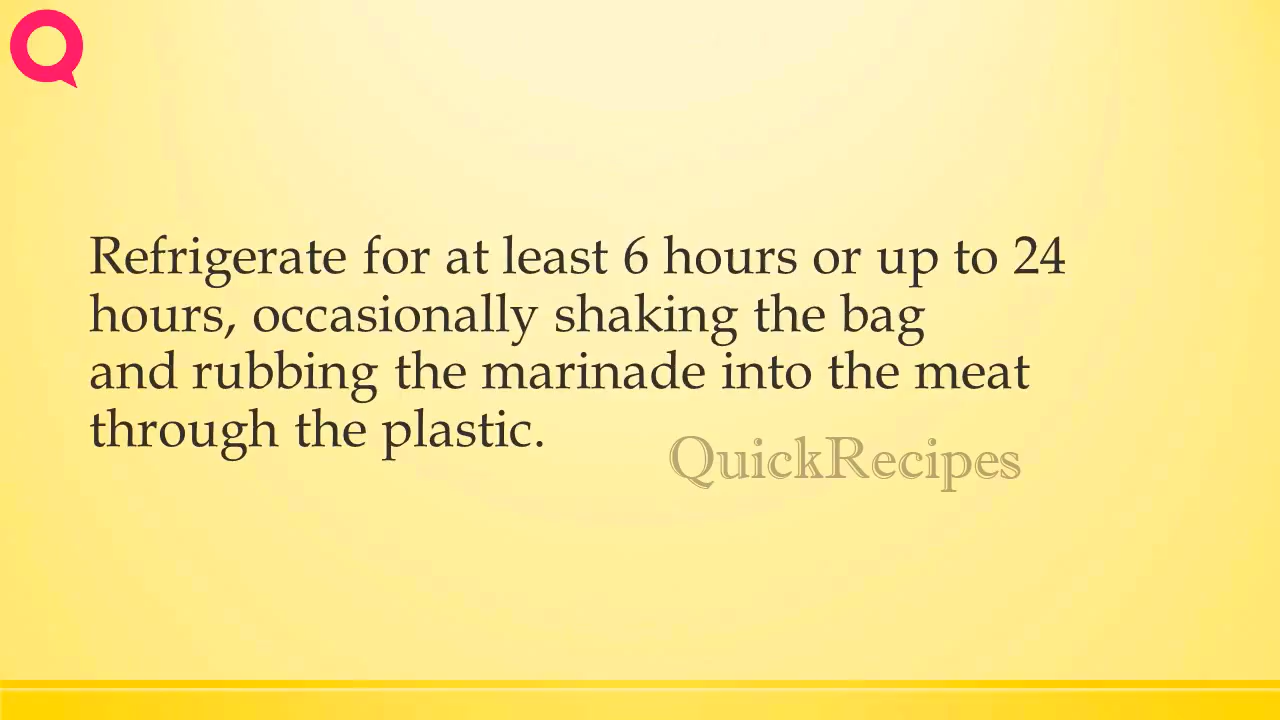 Refrigerate for at least 6 hours or up to 24
hours, occasionally shaking the bag
and rubbing the marinade into the meat
through the plastic.
QuickRecipes